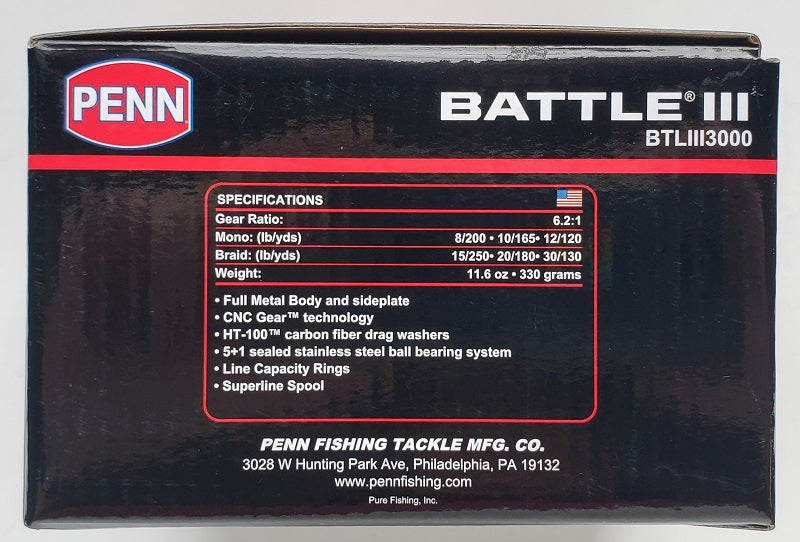 PENN
BATTLE® III
BTLIII3000
SPECIFICATIONS
Gear Ratio: 6.2:1
Mono: (lb/yds) 8/200 • 10/165• 12/120
Braid: (lb/yds) 15/250• 20/180• 30/130
Weight: 11.6 oz • 330 grams
• Full Metal Body and sideplate
• CNC Gear™ technology
• HT-100™ carbon fiber drag washers
• 5+1 sealed stainless steel ball bearing system
• Line Capacity Rings
• Superline Spool
PENN FISHING TACKLE MFG. CO.
3028 W Hunting Park Ave, Philadelphia, PA 19132
www.pennfishing.com
Pure Fishing, Inc.